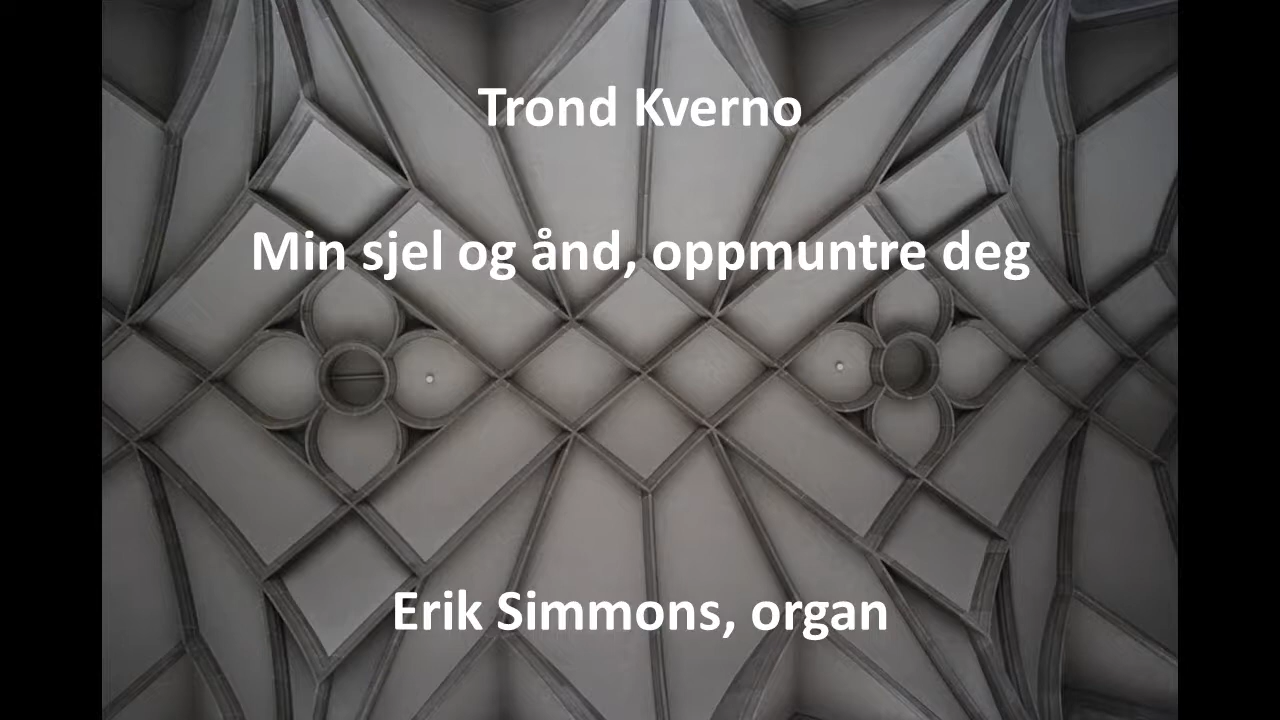 Trond Kverno
Min sjel og ånd, oppmuntre deg
Erik Simmons, organ